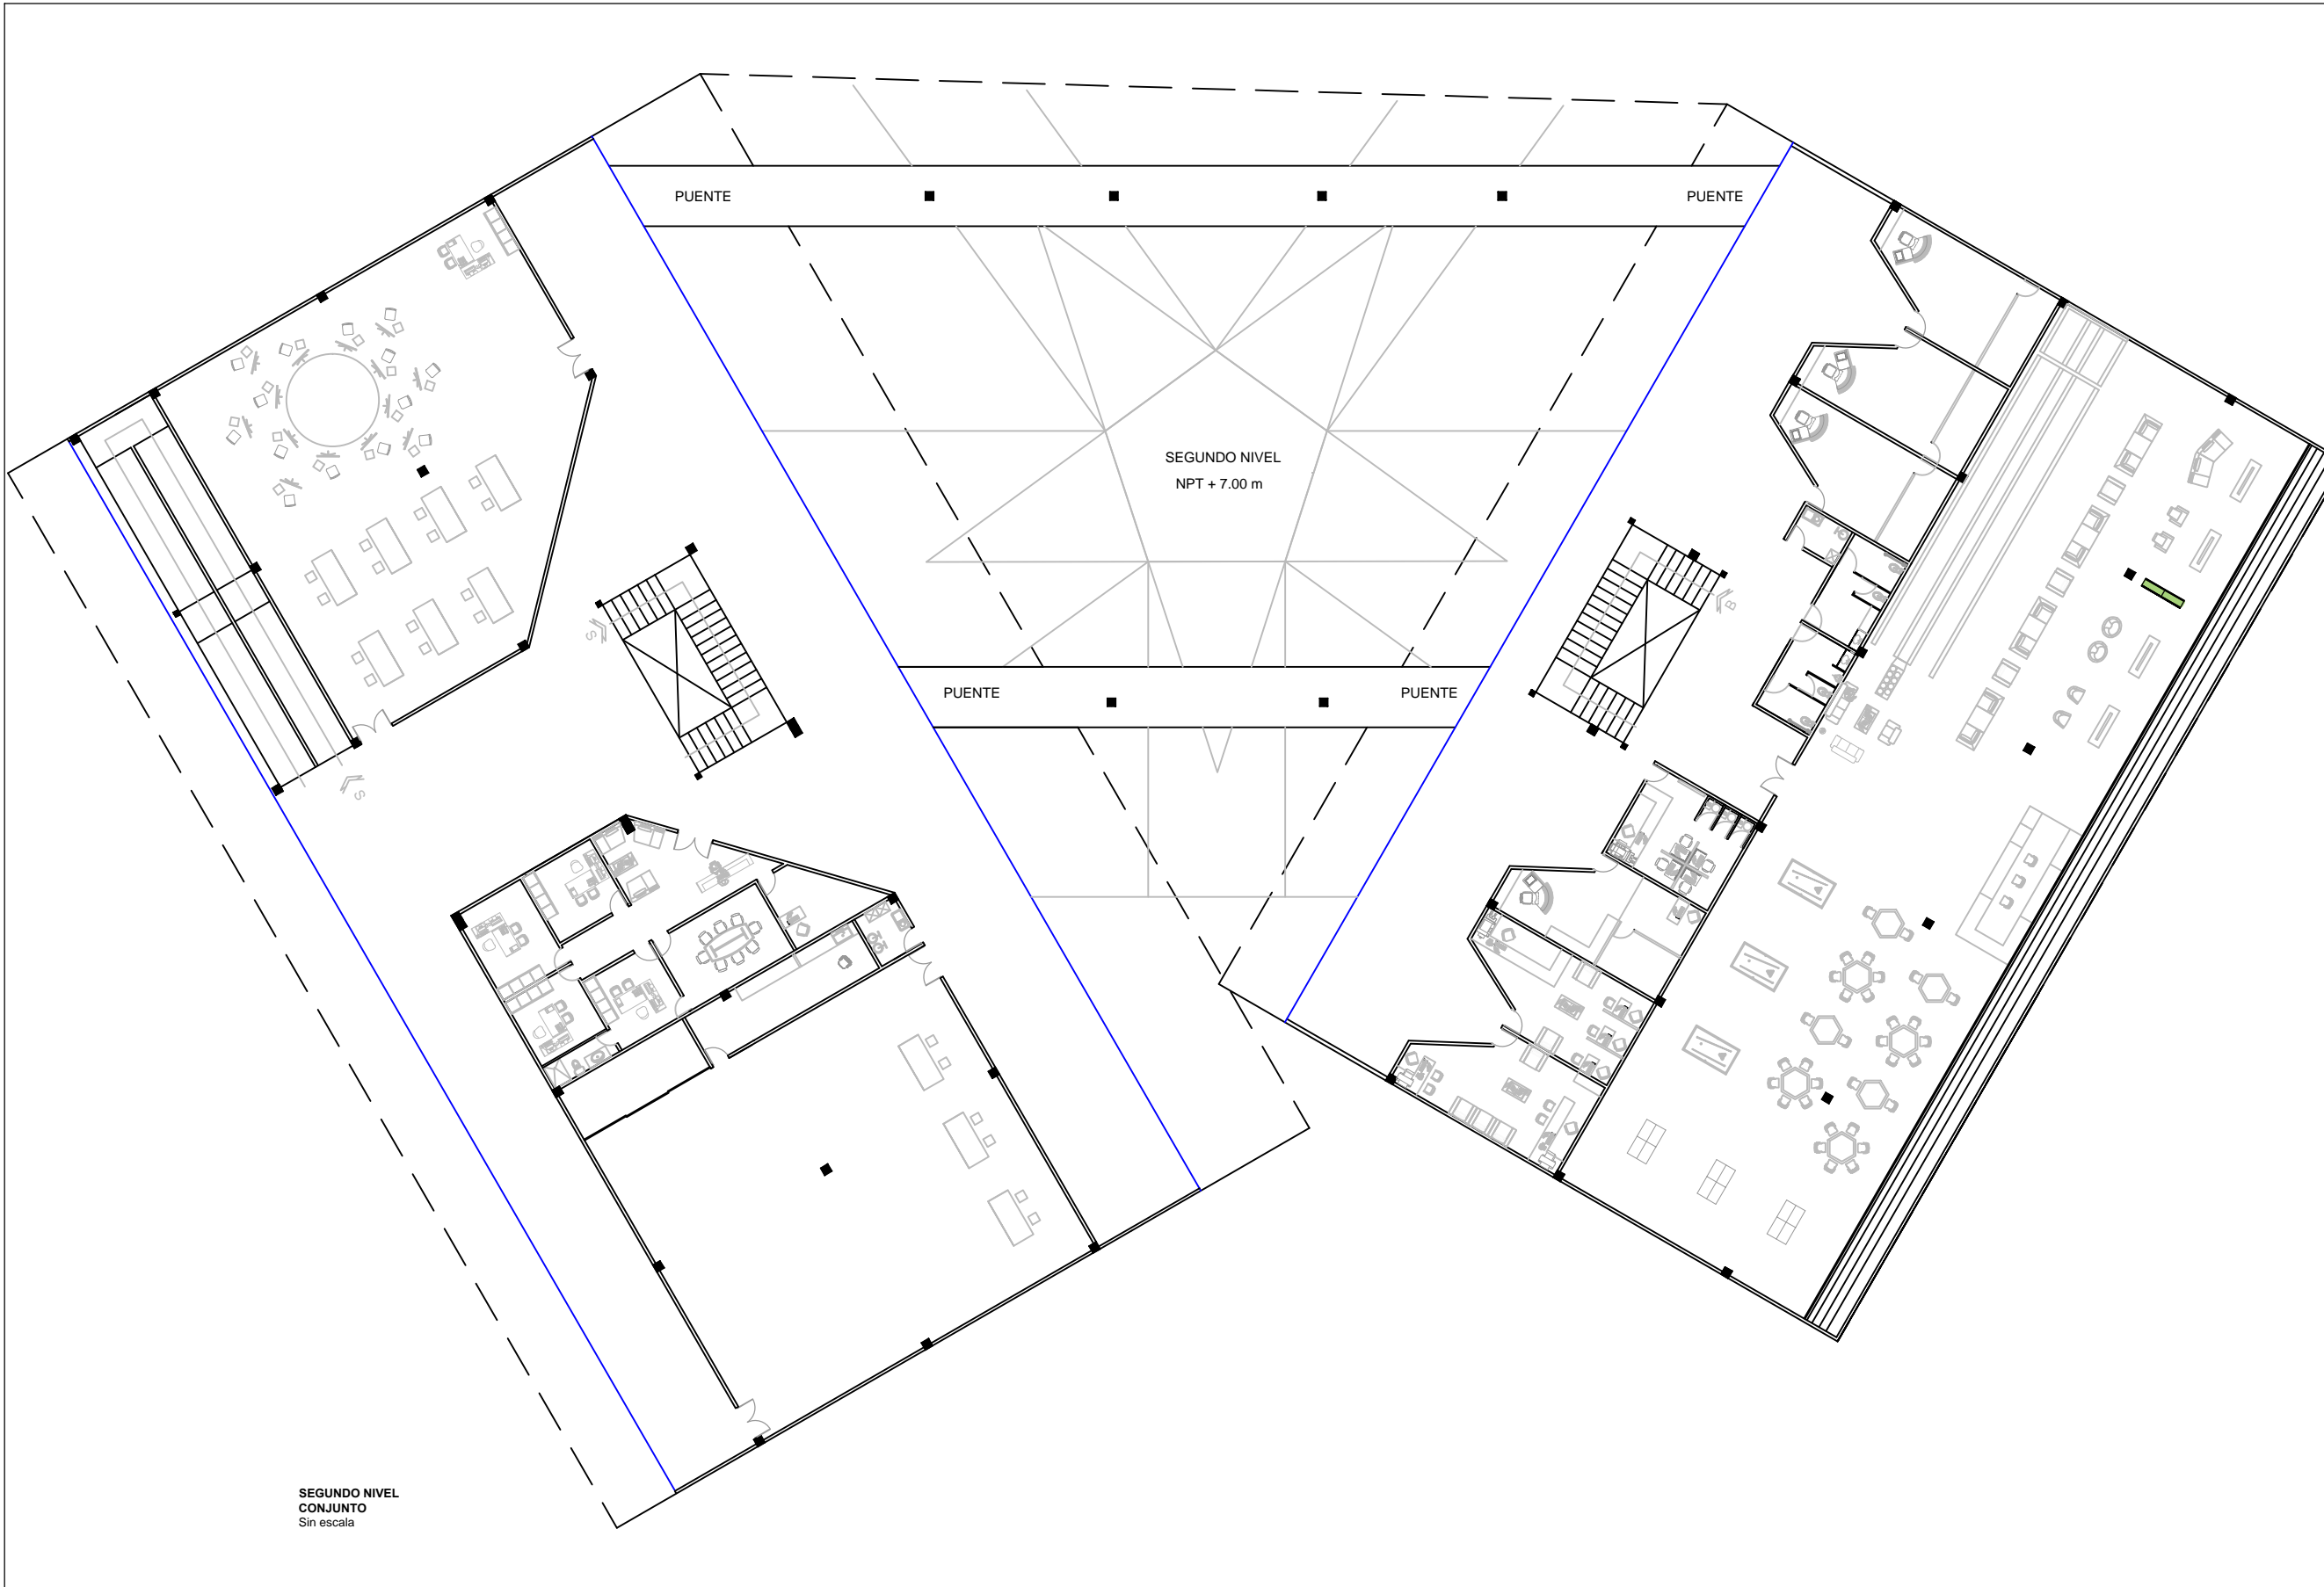 PUENTE
PUENTE
SEGUNDO NIVEL
NPT + 7.00 m
S
B
PUENTE
PUENTE
S
SEGUNDO NIVEL
CONJUNTO
Sin escala